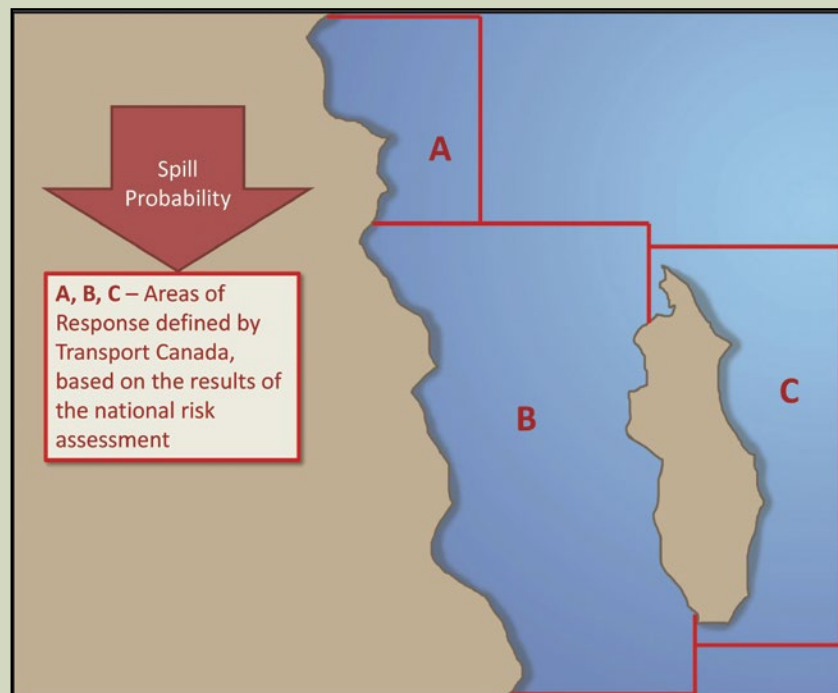 A
Spill
Probability
A, B, C – Areas of
Response defined by
Transport Canada,
based on the results of
the national risk
assessment
B
C